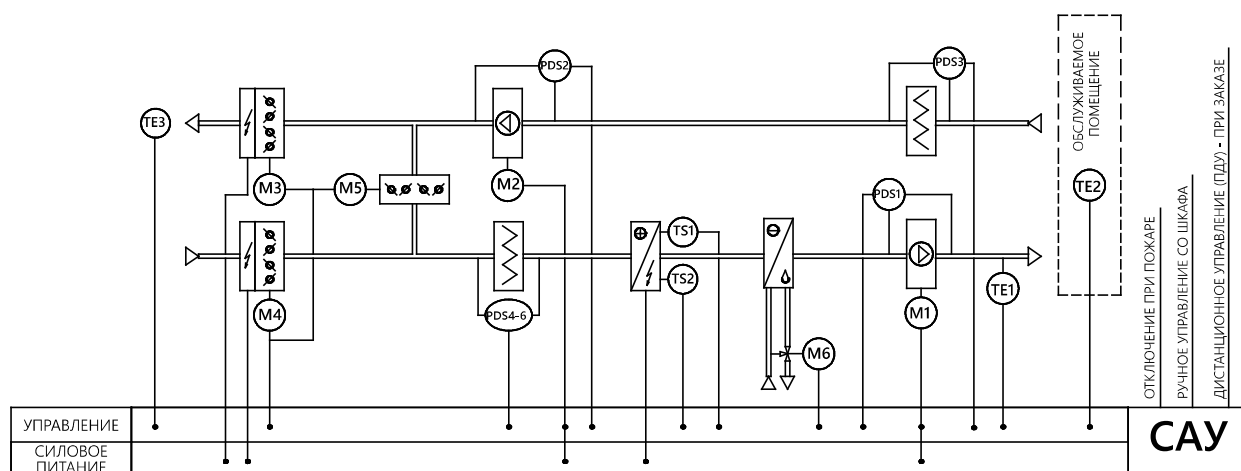 PDS2
PDS3
TE3
M3
M5
M2
PDS1
TE2
ОБСЛУЖИВАЕМОЕ
ПОМЕЩЕНИЕ
TS1
TS2
TE1
M4
PDS4-6
M1
M6
ОТКЛЮЧЕНИЕ ПРИ ПОЖАРЕ
РУЧНОЕ УПРАВЛЕНИЕ СО ШКАФА
ДИСТАНЦИОННОЕ УПРАВЛЕНИЕ (ПДУ) - ПРИ ЗАКАЗЕ
УПРАВЛЕНИЕ
СИЛОВОЕ
ПИТАНИЕ
САУ